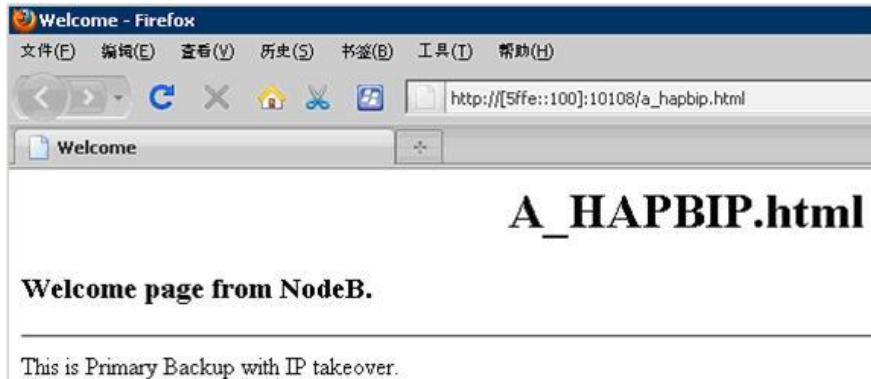 Welcome - Firefox
文件(F) 编辑(E) 查看(V) 历史(S) 书签(B) 工具(T) 帮助(H)
http://[5ffe::100]:10108/a_hapbip.html
Welcome
A_HAPBIP.html
Welcome page from NodeB.
This is Primary Backup with IP takeover.